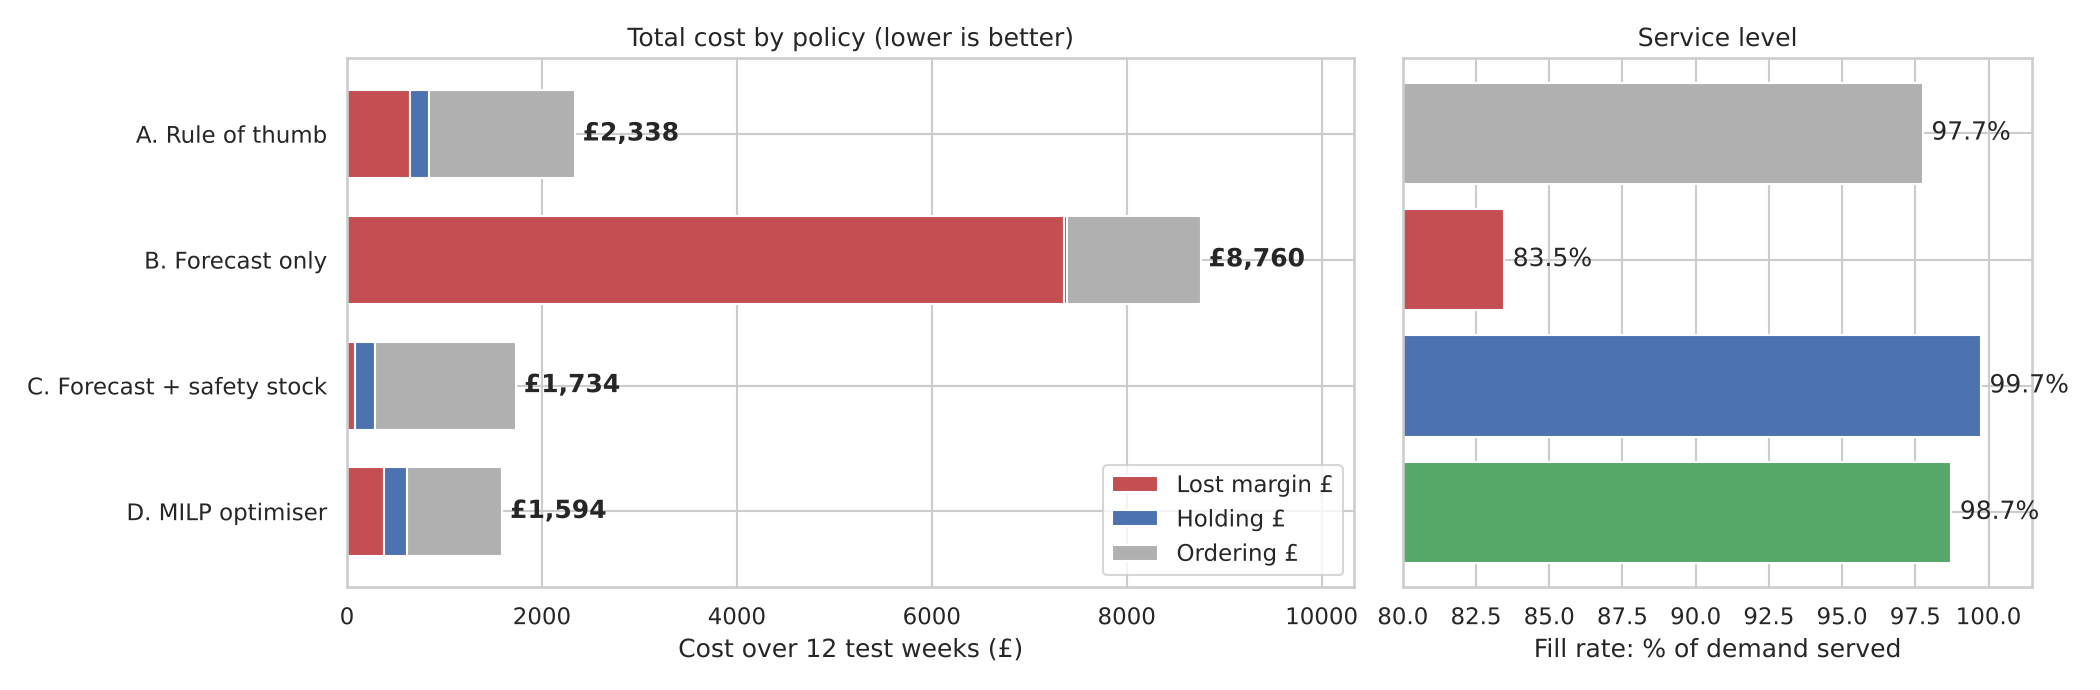 Total cost by policy (lower is better)
A. Rule of thumb
£2,338
B. Forecast only
£8,760
C. Forecast + safety stock
£1,734
D. MILP optimiser
£1,594
Lost margin £
Holding £
Ordering £
0 2000 4000 6000 8000 10000
Cost over 12 test weeks (£)
Service level
97.7%
83.5%
99.7%
98.7%
80.0 82.5 85.0 87.5 90.0 92.5 95.0 97.5 100.0
Fill rate: % of demand served